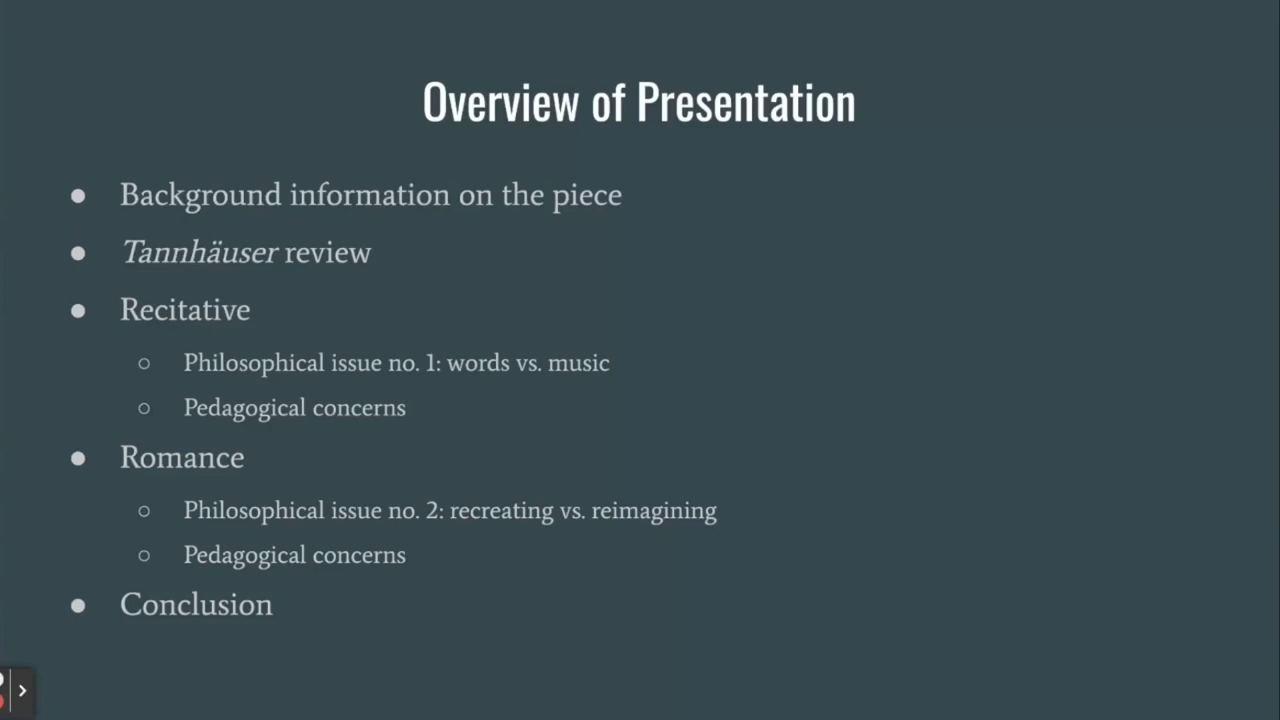 Overview of Presentation
● Background information on the piece
● Tannhäuser review
● Recitative
○ Philosophical issue no. 1: words vs. music
○ Pedagogical concerns
● Romance
○ Philosophical issue no. 2: recreating vs. reimagining
○ Pedagogical concerns
● Conclusion